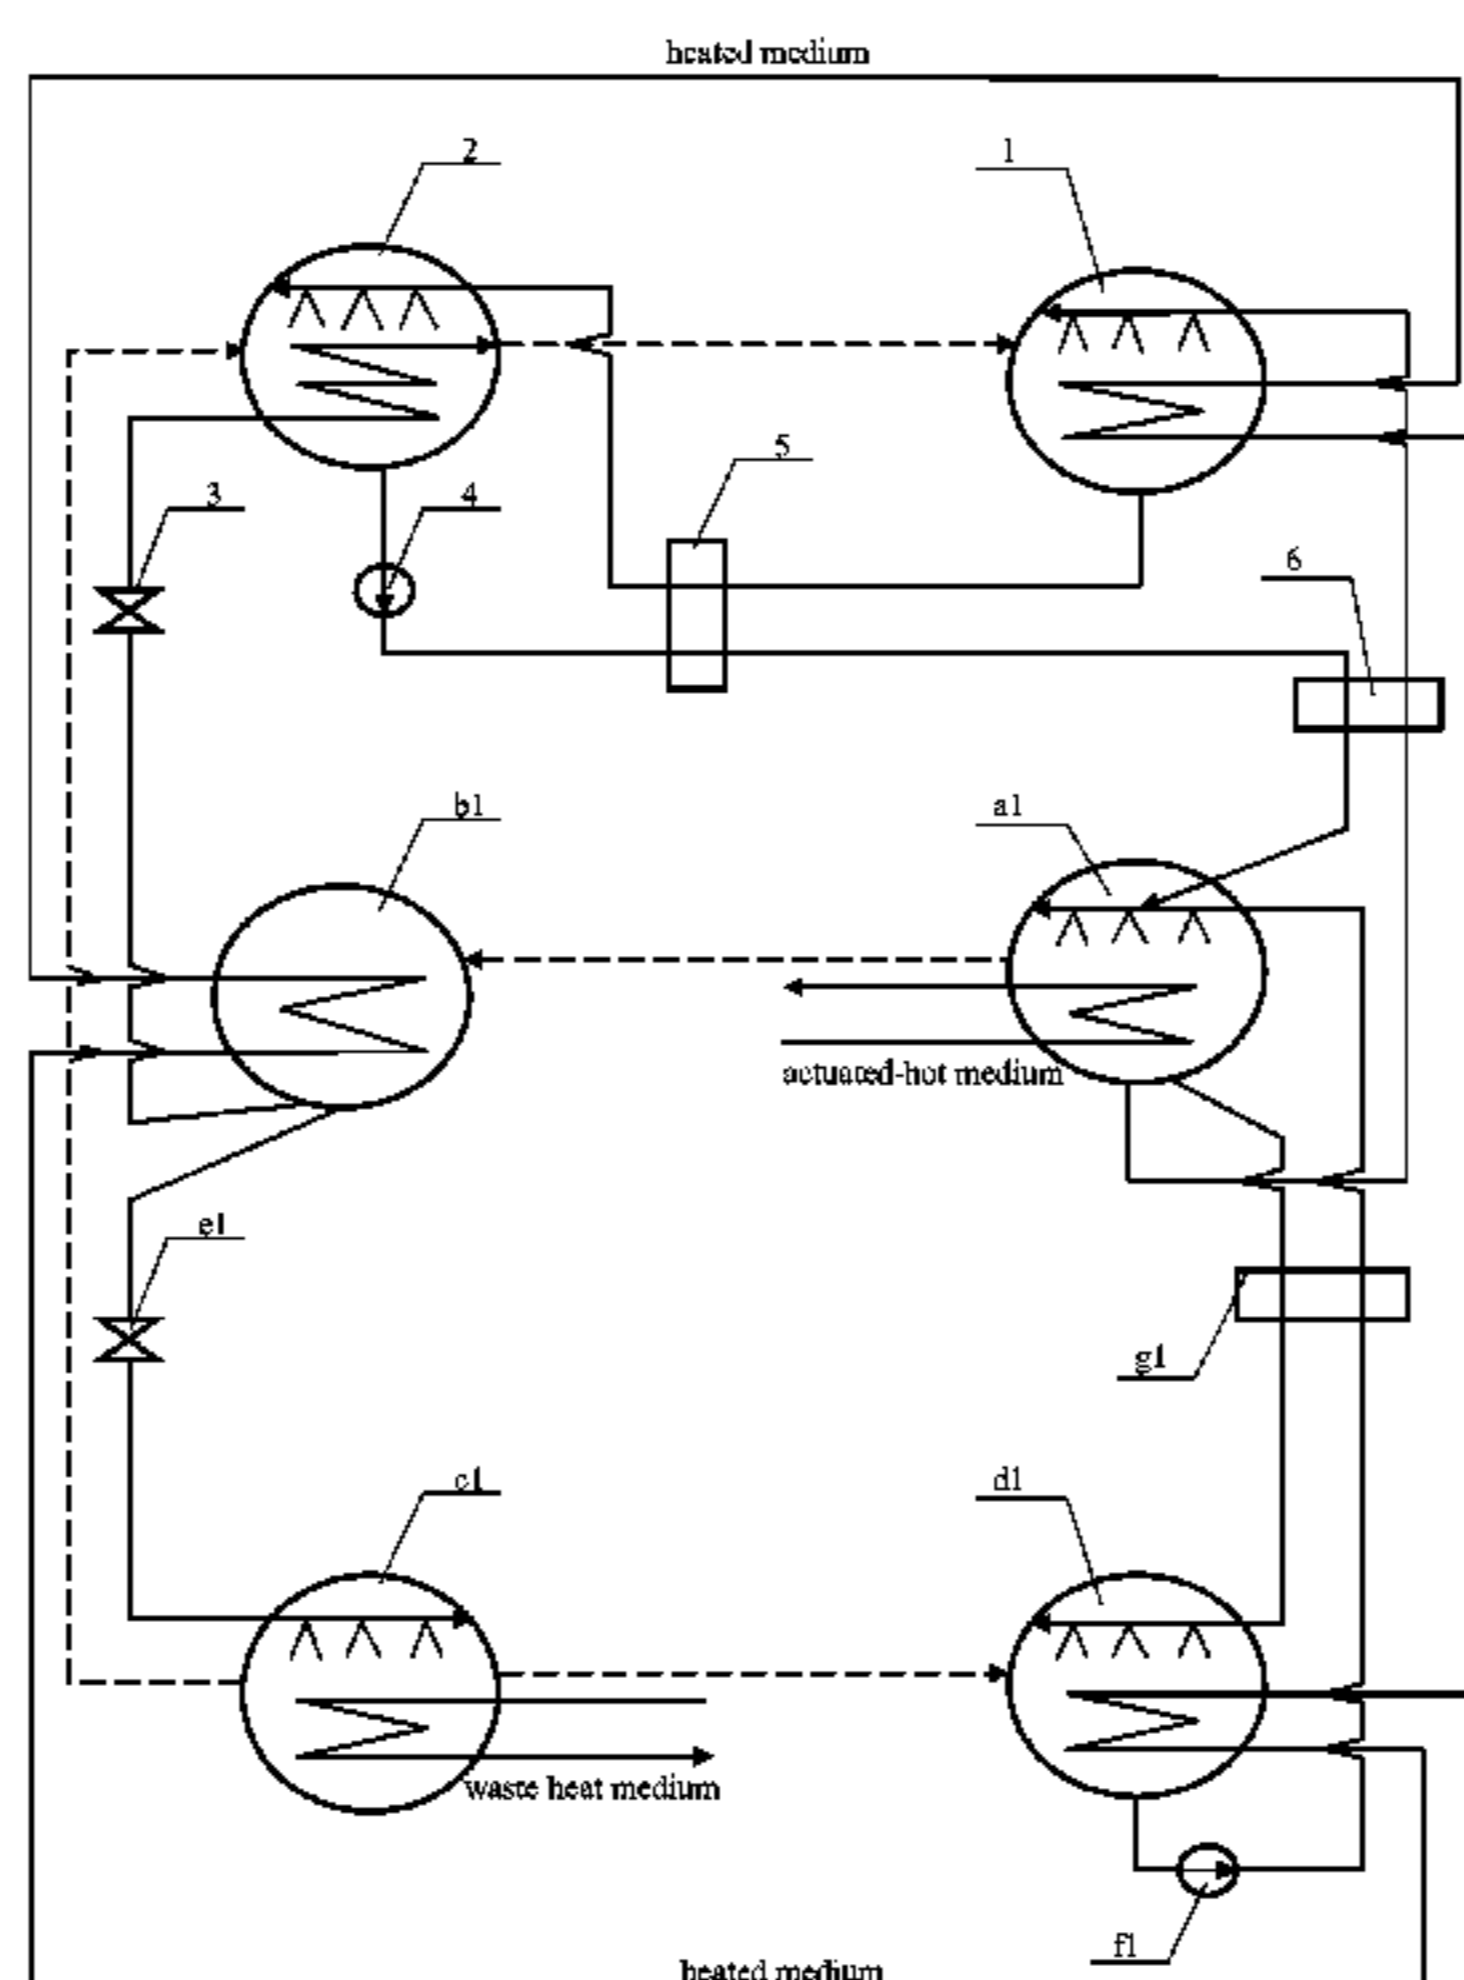 heated medium
2
1
5
3
4
6
b1
a1
actuated-hot medium
e1
g1
c1
d1
waste heat medium
f1
heated medium